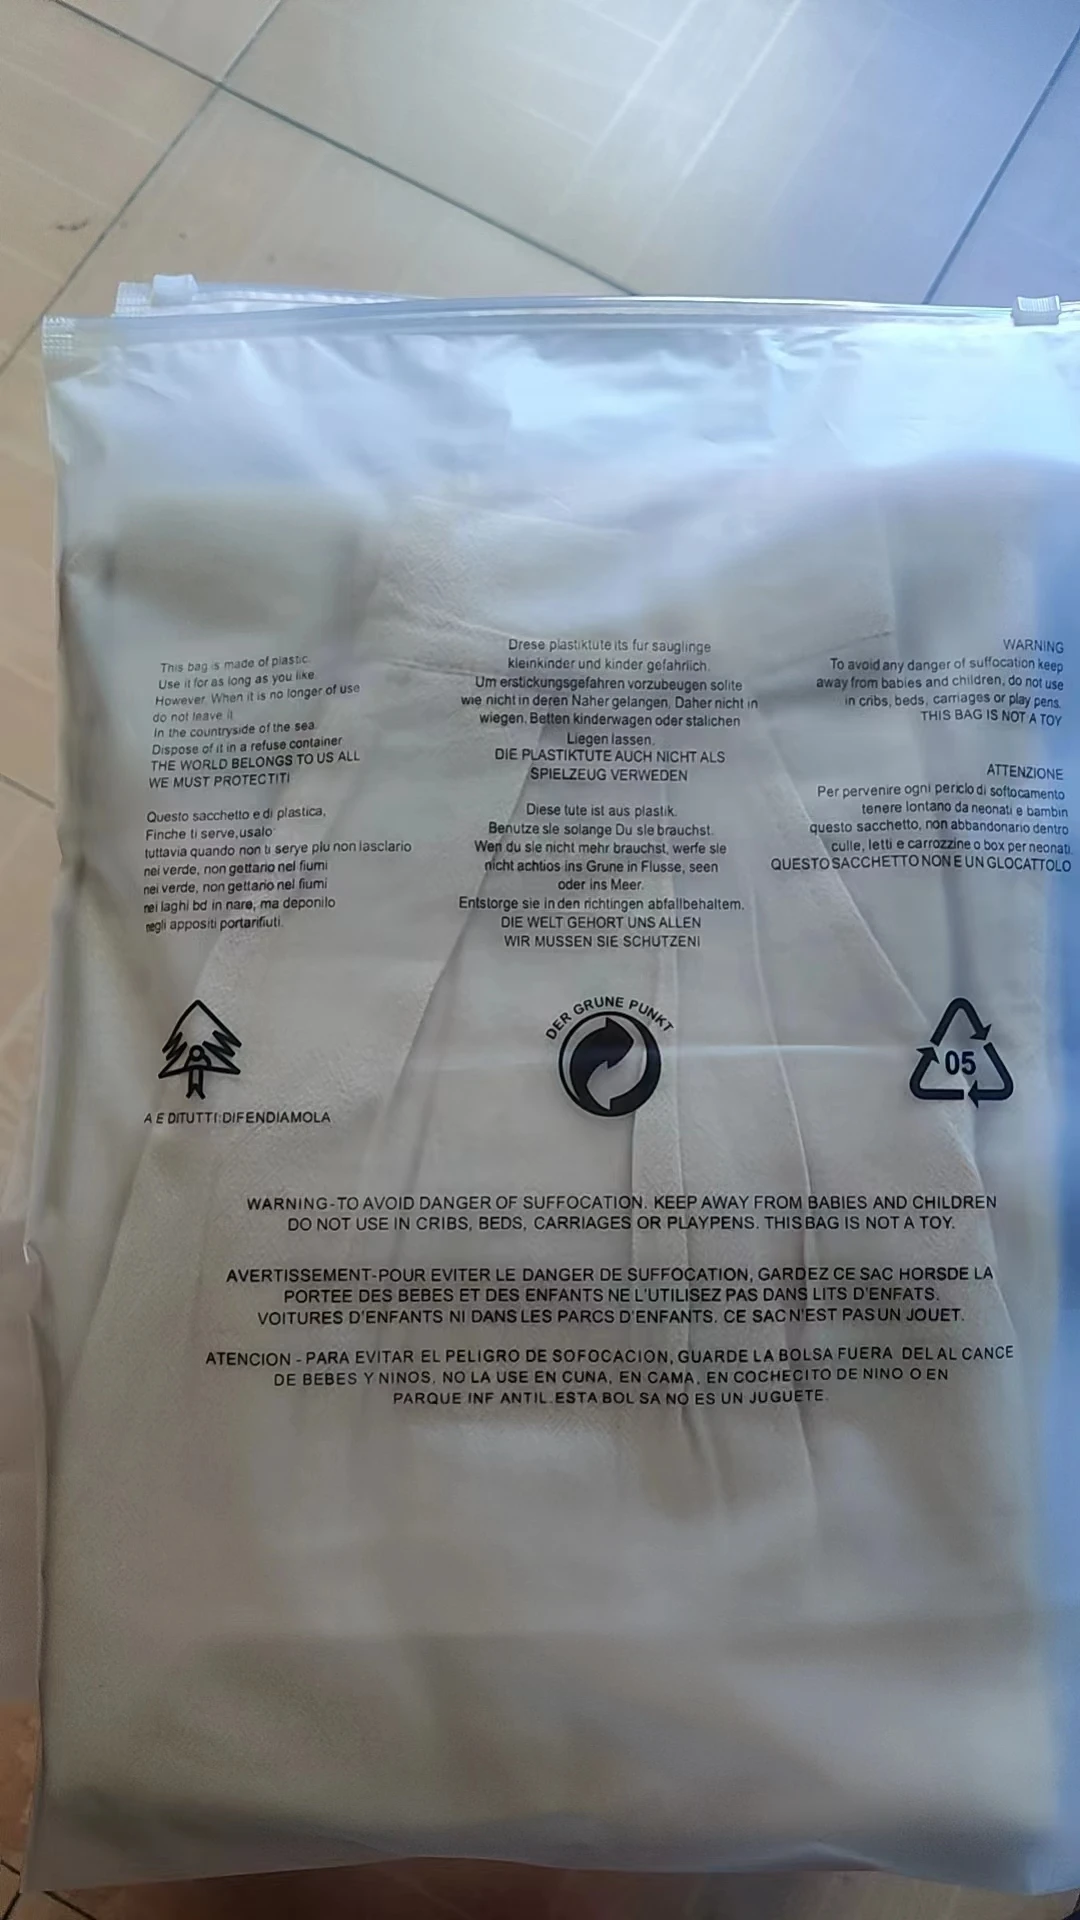 This bag is made of plastic.
Use it for as long as you like.
However. When it is no longer of use
do not leave it
In the countryside of the sea.
Dispose of it in a refuse container
THE WORLD BELONGS TO US ALL
WE MUST PROTECTITI
Questo sacchetto e di plastica,
Finche ti serve,usalo
tuttavia quando non ti serye plu non lasclario
nei verde, non gettario nel fiumi
nei verde, non gettario nel fiumi
nei laghi bd in nare, ma deponilo
negli appositi portarifiuti.
Drese plastiktute its fur sauglinge
kleinkinder und kinder gefahrlich.
Um erstickungsgefahren vorzubeugen solite
wie nicht in deren Naher gelangen, Daher nicht in
wiegen, Betten kinderwagen oder stalichen
Liegen lassen.
DIE PLASTIKTUTE AUCH NICHT ALS
SPIELZEUG VERWEDEN
Diese tute ist aus plastik.
Benutze sle solange Du sle brauchst.
Wen du sle nicht mehr brauchst, werfe sle
nicht achtios ins Grune in Flusse, seen
oder ins Meer.
Entstorge sie in den richtingen abfallbehaltem.
DIE WELT GEHORT UNS ALLEN
WIR MUSSEN SIE SCHUTZENI
WARNING
To avoid any danger of suffocation keep
away from babies and children, do not use
in cribs, beds, carriages or play pens.
THIS BAG IS NOT A TOY
ATTENZIONE
Per pervenire ogni periclo di softocamento
tenere lontano da neonati e bambin
questo sacchetto, non abbandonario dentro
culle, letti e carrozzine o box per neonati.
QUESTO SACCHETTO NON E UN GLOCATTOLO
A E DITUTTI:DIFENDIAMOLA
DER GRUNE PUNKT
05
WARNING-TO AVOID DANGER OF SUFFOCATION. KEEP AWAY FROM BABIES AND CHILDREN
DO NOT USE IN CRIBS, BEDS, CARRIAGES OR PLAYPENS. THIS BAG IS NOT A TOY.
AVERTISSEMENT-POUR EVITER LE DANGER DE SUFFOCATION, GARDEZ CE SAC HORSDE LA
PORTEE DES BEBES ET DES ENFANTS NE L'UTILISEZ PAS DANS LITS D'ENFATS.
VOITURES D'ENFANTS NI DANS LES PARCS D'ENFANTS. CE SAC N'EST PAS UN JOUET.
ATENCION - PARA EVITAR EL PELIGRO DE SOFOCACION, GUARDE LA BOLSA FUERA DEL AL CANCE
DE BEBES Y NINOS, NO LA USE EN CUNA, EN CAMA, EN COCHECITO DE NINO O EN
PARQUE INF ANTIL. ESTA BOL SA NO ES UN JUGUETE.